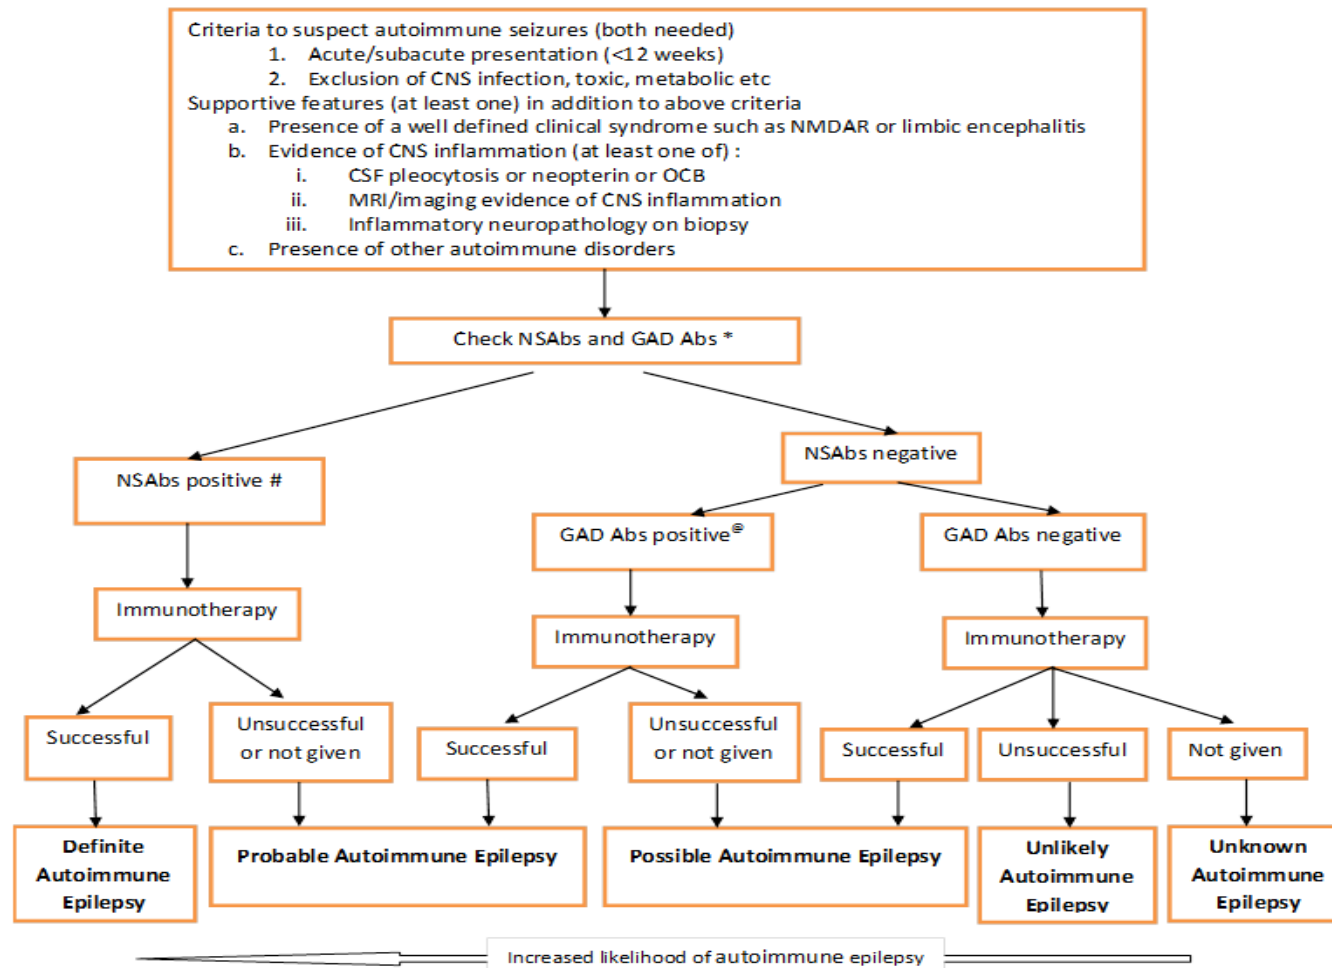 Criteria to suspect autoimmune seizures (both needed)
1. Acute/subacute presentation (<12 weeks)
2. Exclusion of CNS infection, toxic, metabolic etc
Supportive features (at least one) in addition to above criteria
a. Presence of a well defined clinical syndrome such as NMDAR or limbic encephalitis
b. Evidence of CNS inflammation (at least one of) :
i. CSF pleocytosis or neopterin or OCB
ii. MRI/imaging evidence of CNS inflammation
iii. Inflammatory neuropathology on biopsy
c. Presence of other autoimmune disorders
Check NSAbs and GAD Abs *
NSAbs positive #
NSAbs negative
GAD Abs positive@
GAD Abs negative
Immunotherapy
Immunotherapy
Immunotherapy
Successful
Unsuccessful
or not given
Successful
Unsuccessful
or not given
Successful
Unsuccessful
Not given
Definite
Autoimmune
Epilepsy
Probable Autoimmune Epilepsy
Possible Autoimmune Epilepsy
Unlikely
Autoimmune
Epilepsy
Unknown
Autoimmune
Epilepsy
Increased likelihood of autoimmune epilepsy